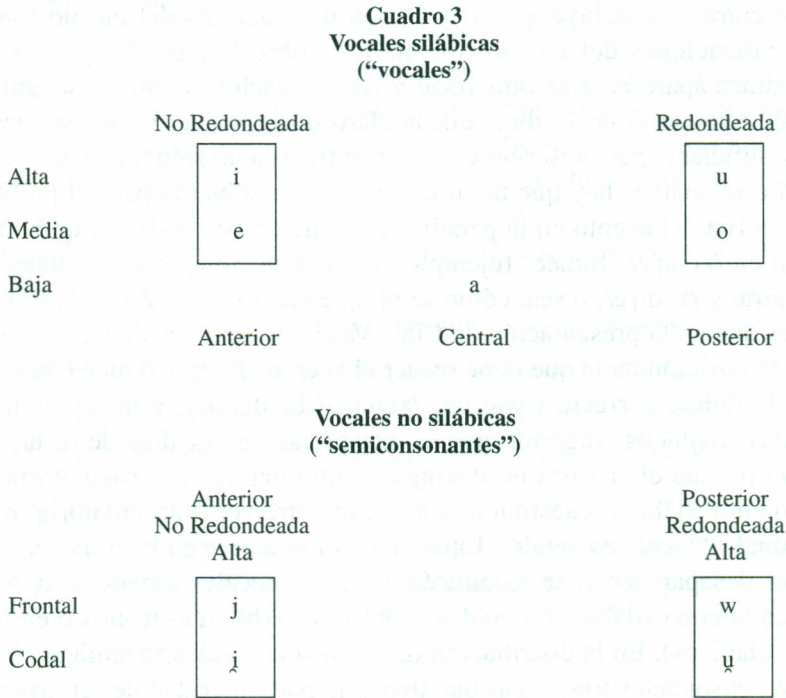 Cuadro 3
Vocales silábicas
(“vocales”)
No Redondeada Redondeada
Alta i u
Media e o
Baja a
Anterior Central Posterior
Vocales no silábicas
(“semiconsonantes”)
Anterior Posterior
No Redondeada Redondeada
Alta Alta
Frontal j w
Codal i̯ u̯